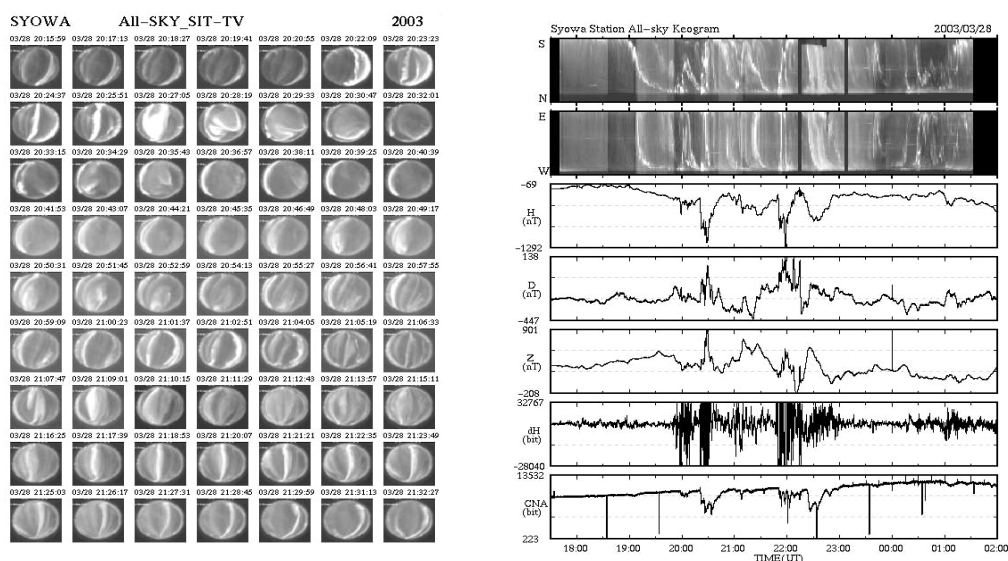 SYOWA All-SKY_SIT-TV 2003
03/28 20:15:59 03/28 20:17:13 03/28 20:18:27 03/28 20:19:41 03/28 20:20:55 03/28 20:22:09 03/28 20:23:23
03/28 20:24:37 03/28 20:25:51 03/28 20:27:05 03/28 20:28:19 03/28 20:29:33 03/28 20:30:47 03/28 20:32:01
03/28 20:33:15 03/28 20:34:29 03/28 20:35:43 03/28 20:36:57 03/28 20:38:11 03/28 20:39:25 03/28 20:40:39
03/28 20:41:53 03/28 20:43:07 03/28 20:44:21 03/28 20:45:35 03/28 20:46:49 03/28 20:48:03 03/28 20:49:17
03/28 20:50:31 03/28 20:51:45 03/28 20:52:59 03/28 20:54:13 03/28 20:55:27 03/28 20:56:41 03/28 20:57:55
03/28 20:59:09 03/28 21:00:23 03/28 21:01:37 03/28 21:02:51 03/28 21:04:05 03/28 21:05:19 03/28 21:06:33
03/28 21:07:47 03/28 21:09:01 03/28 21:10:15 03/28 21:11:29 03/28 21:12:43 03/28 21:13:57 03/28 21:15:11
03/28 21:16:25 03/28 21:17:39 03/28 21:18:53 03/28 21:20:07 03/28 21:21:21 03/28 21:22:35 03/28 21:23:49
03/28 21:25:03 03/28 21:26:17 03/28 21:27:31 03/28 21:28:45 03/28 21:29:59 03/28 21:31:13 03/28 21:32:27
Syowa Station All-sky Keogram 2003/03/28
S
N
E
W
-69
H
(nT)
-1292
138
D
(nT)
-447
901
Z
(nT)
-208
32767
dH
(bit)
-28040
13532
CNA
(bit)
223
18:00 19:00 20:00 21:00 22:00 23:00 00:00 01:00 02:00
TIME(UT)